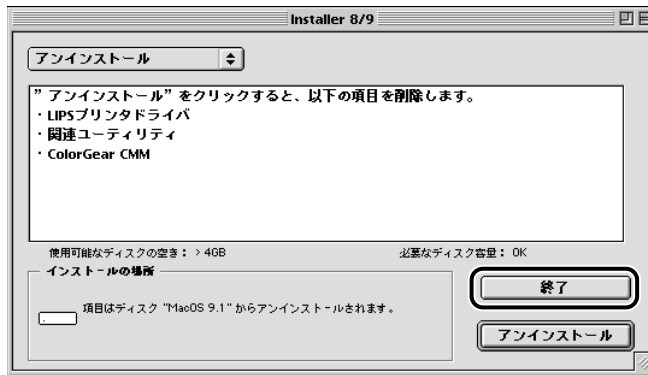 Installer 8/9
アンインストール
”アンインストール”をクリックすると、以下の項目を削除します。
・LIPSプリンタドライバ
・関連ユーティリティ
・ColorGear CMM
使用可能なディスクの空き： > 4GB 必要なディスク容量： OK
インストールの場所
項目はディスク "MacOS 9.1" からアンインストールされます。
終了
アンインストール